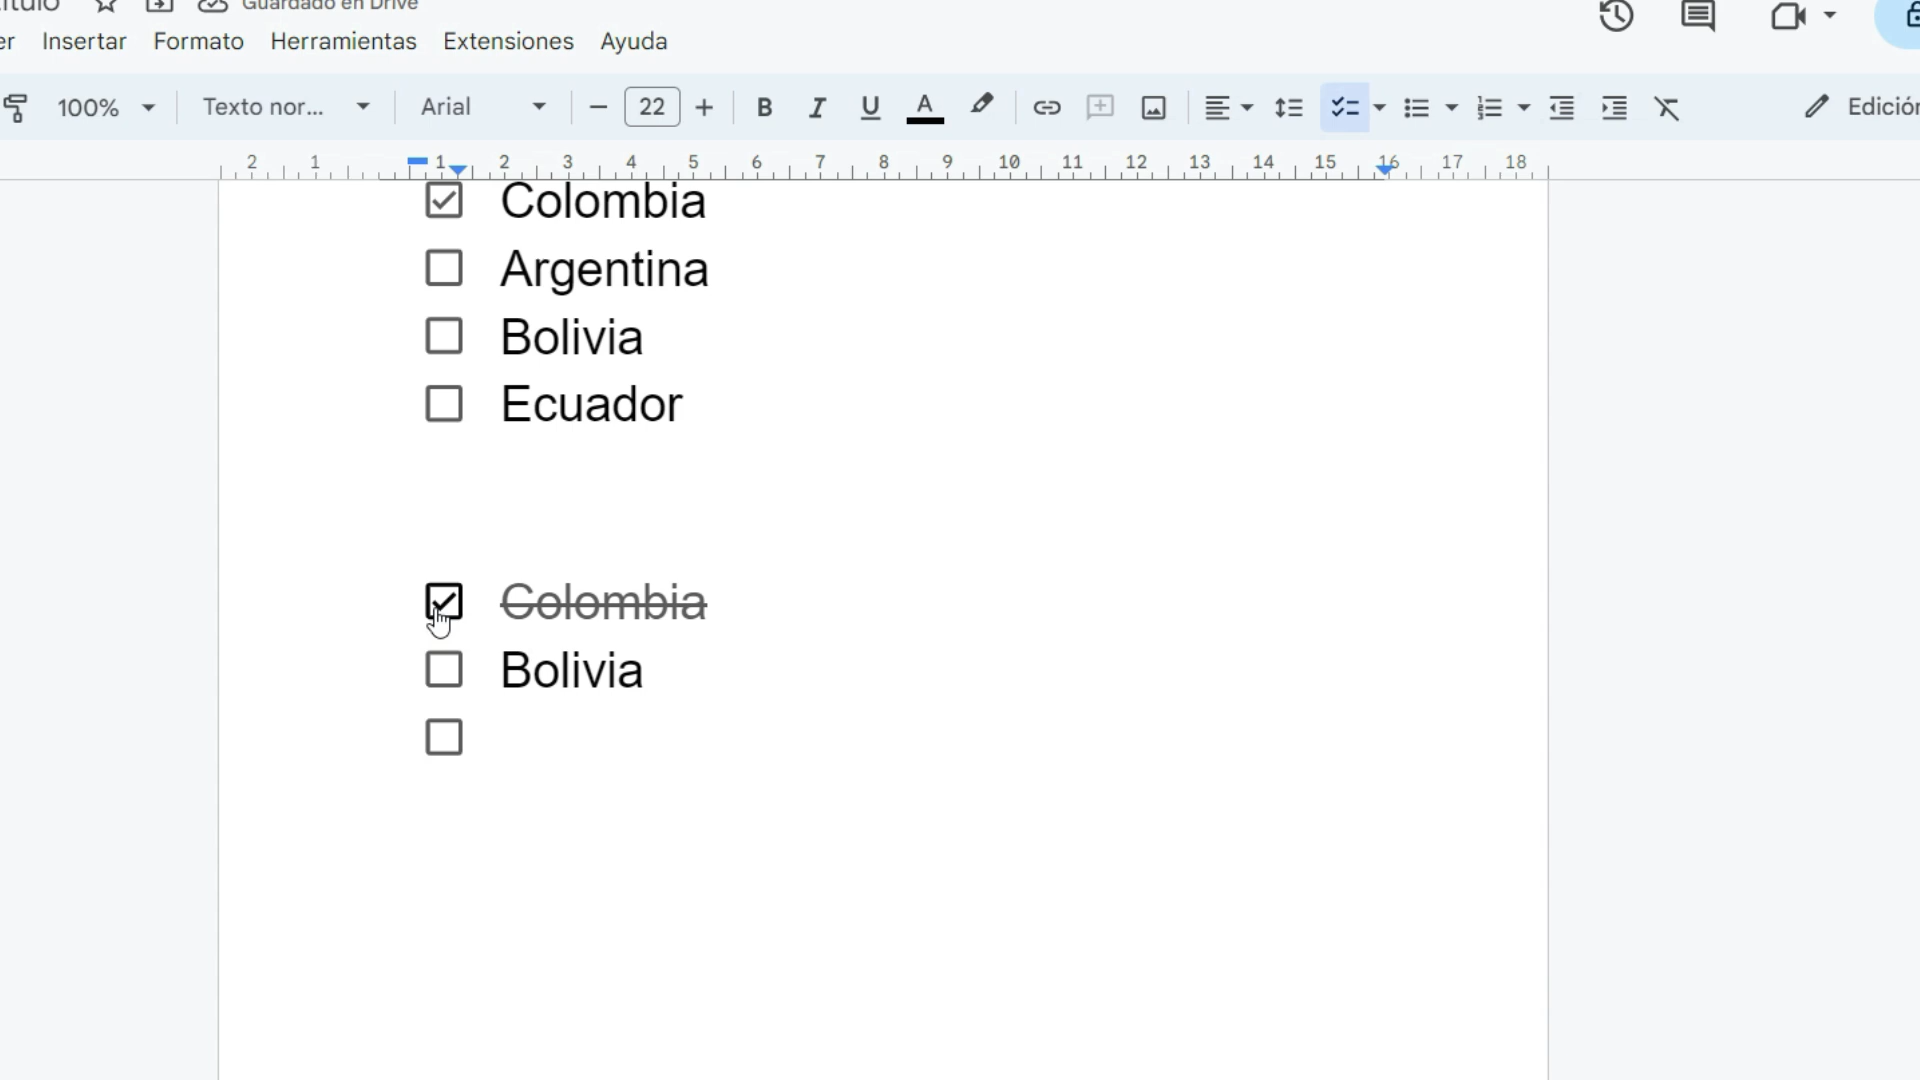 Guardado en Drive
Insertar Formato Herramientas Extensiones Ayuda
100% Texto nor... Arial 22 B I U A
2 1 1 2 3 4 5 6 7 8 9 10 11 12 13 14 15 16 17 18
Colombia
Argentina
Bolivia
Ecuador
Colombia
Bolivia